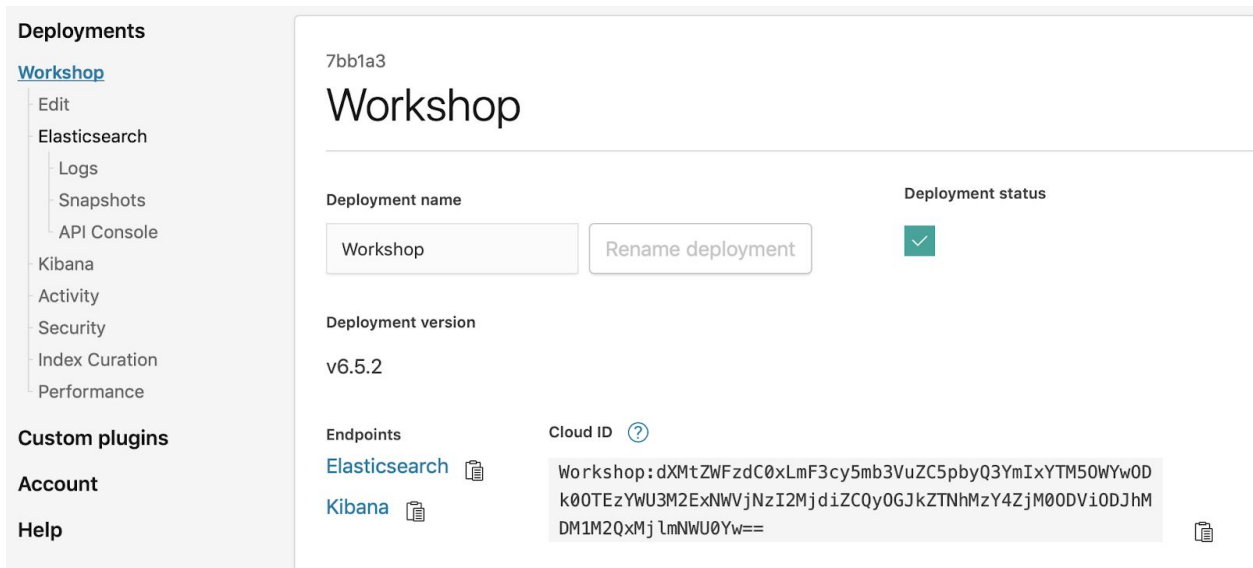 Deployments
Workshop
Edit
Elasticsearch
Logs
Snapshots
API Console
Kibana
Activity
Security
Index Curation
Performance
Custom plugins
Account
Help
7bb1a3
Workshop
Deployment name
Workshop
Rename deployment
Deployment status
Deployment version
v6.5.2
Endpoints
Elasticsearch
Kibana
Cloud ID ?
Workshop:dXMtZWFzdC0xLmF3cy5mb3VuZC5pbyQ3YmIxYTM5OWYwOD
k0OTEzYWU3M2ExNWVjNzI2MjdiZCQyOGJkZTNhMzY4ZjM0ODViODJhM
DM1M2QxMjlmNWU0Yw==